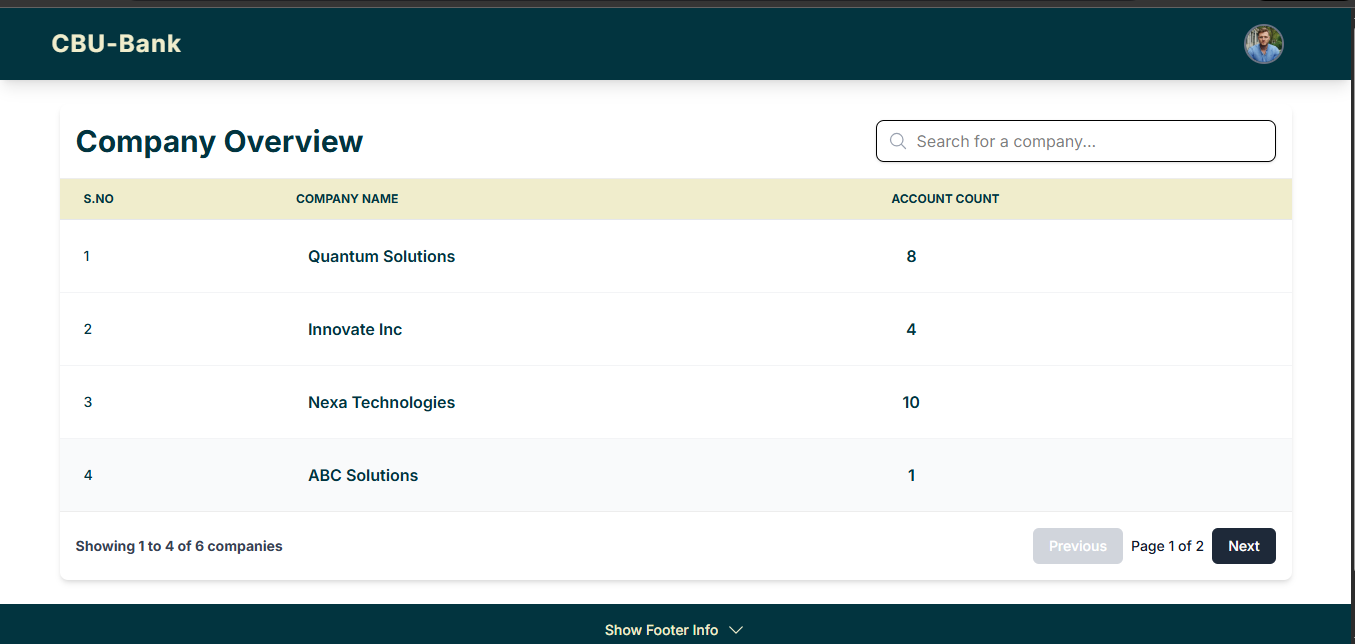 CBU-Bank
Company Overview
Search for a company...
S.NO COMPANY NAME ACCOUNT COUNT
1 Quantum Solutions 8
2 Innovate Inc 4
3 Nexa Technologies 10
4 ABC Solutions 1
Showing 1 to 4 of 6 companies
Previous Page 1 of 2 Next
Show Footer Info